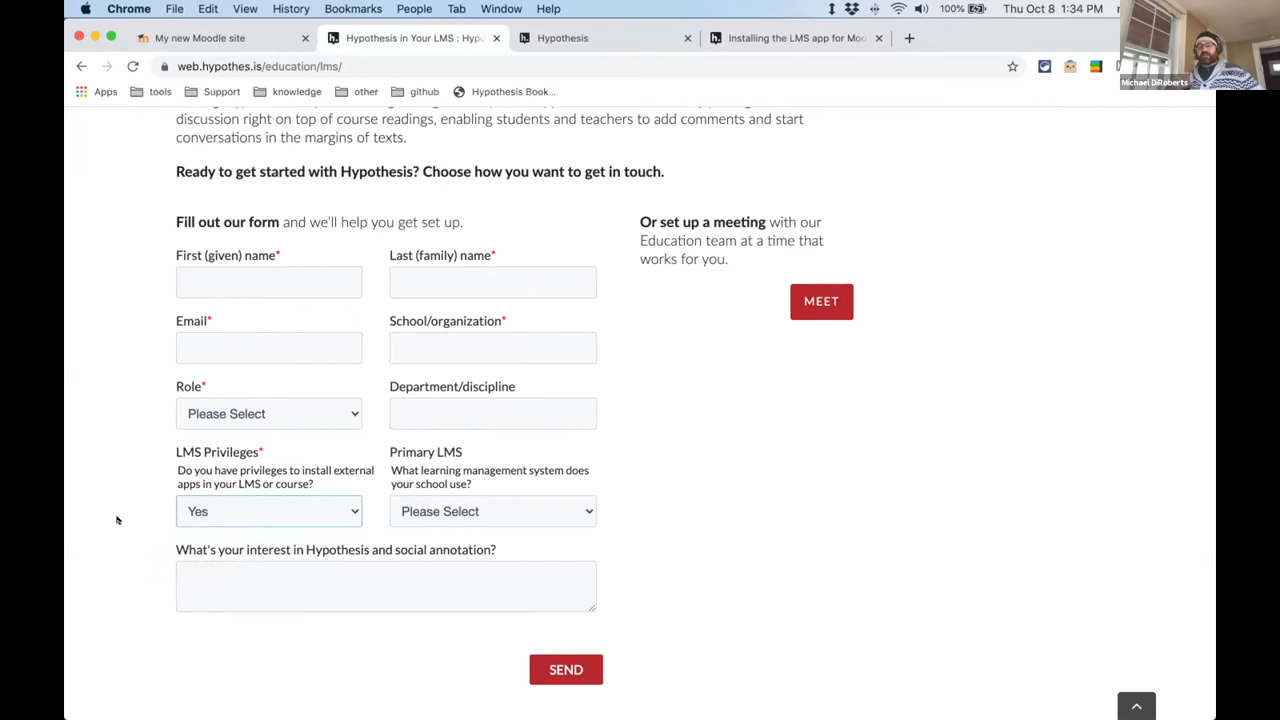 Chrome File Edit View History Bookmarks People Tab Window Help
100% Thu Oct 8 1:34 PM
My new Moodle site
Hypothesis in Your LMS : Hypo
Hypothesis
Installing the LMS app for Moo
web.hypothes.is/education/lms/
Michael DiRoberts
Apps tools Support knowledge other github Hypothesis Book...
discussion right on top of course readings, enabling students and teachers to add comments and start
conversations in the margins of texts.
Ready to get started with Hypothesis? Choose how you want to get in touch.
Fill out our form and we'll help you get set up.
First (given) name*
Last (family) name*
Email*
School/organization*
Role*
Department/discipline
Please Select
LMS Privileges*
Do you have privileges to install external
apps in your LMS or course?
Yes
Primary LMS
What learning management system does
your school use?
Please Select
What's your interest in Hypothesis and social annotation?
SEND
Or set up a meeting with our
Education team at a time that
works for you.
MEET